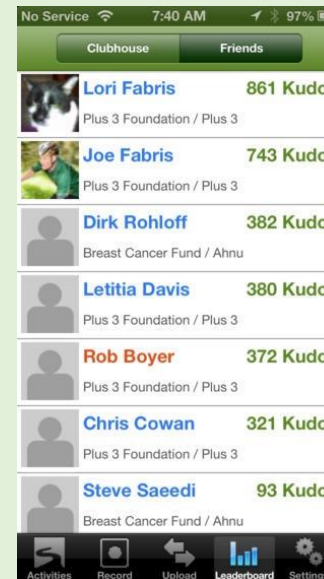 No Service 7:40 AM 97%
Clubhouse Friends
Lori Fabris 861 Kudo
Plus 3 Foundation / Plus 3
Joe Fabris 743 Kudo
Plus 3 Foundation / Plus 3
Dirk Rohloff 382 Kudo
Breast Cancer Fund / Ahnu
Letitia Davis 380 Kudo
Plus 3 Foundation / Plus 3
Rob Boyer 372 Kudo
Plus 3 Foundation / Plus 3
Chris Cowan 321 Kudo
Plus 3 Foundation / Plus 3
Steve Saeedi 93 Kudo
Breast Cancer Fund / Ahnu
Activities Record Upload Leaderboard Setting